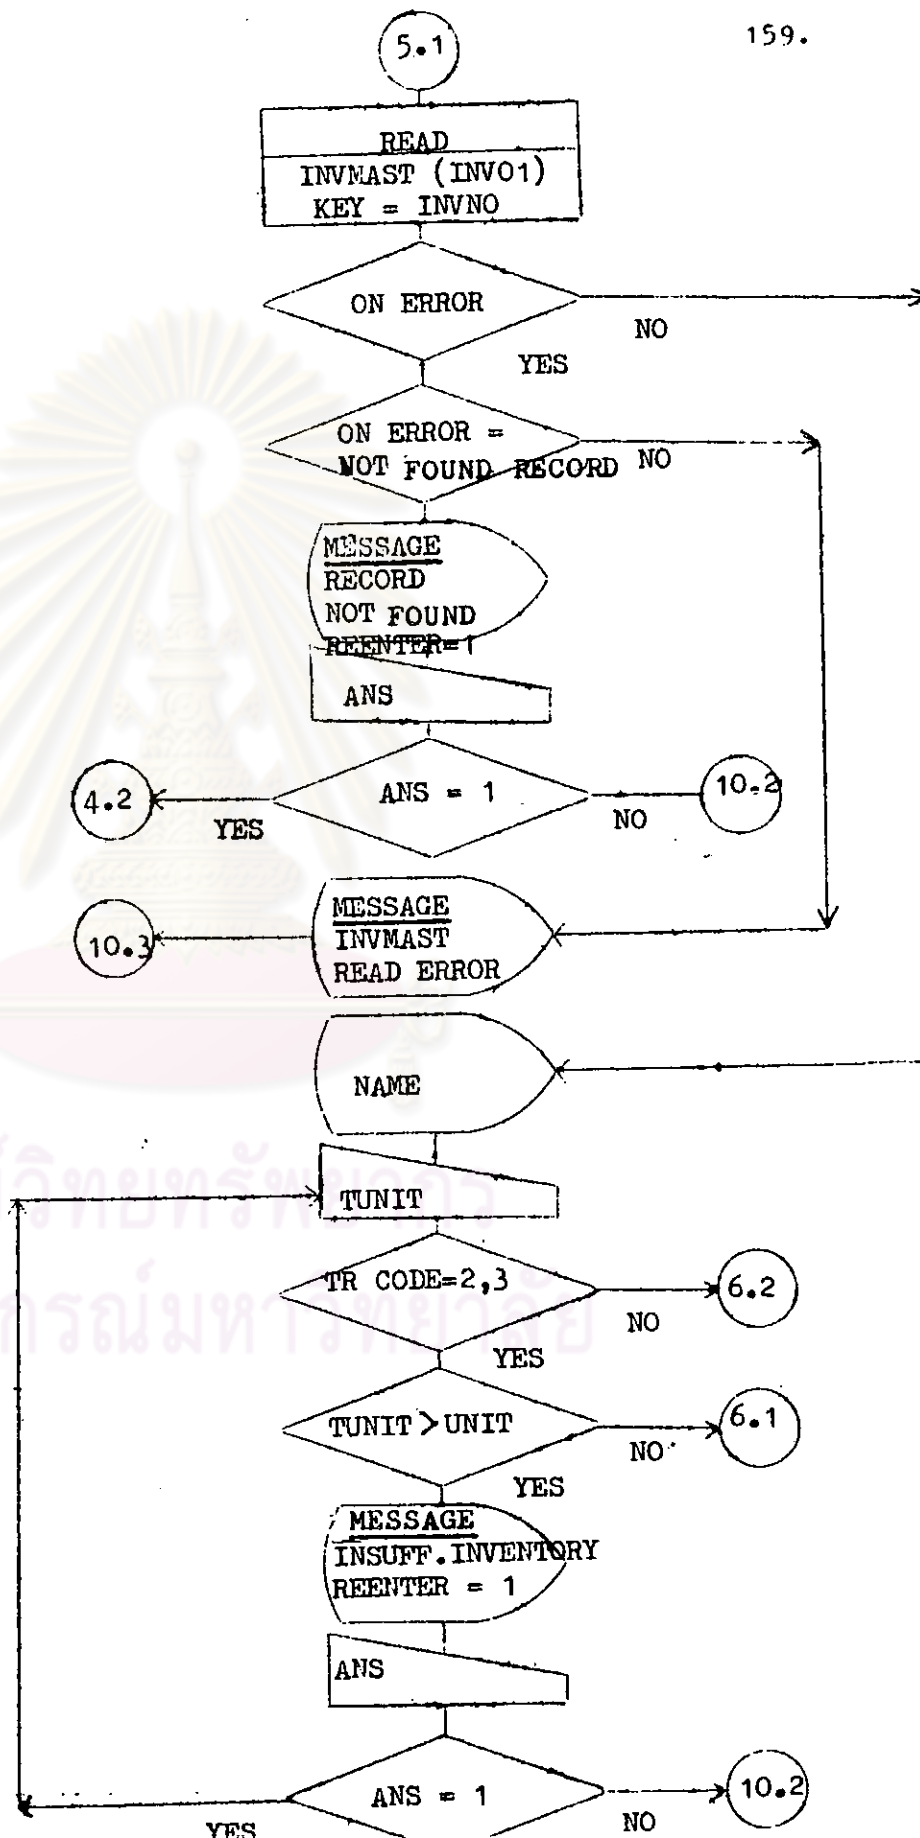 159.
5.1
READ
INVMAST (INV01)
KEY = INVNO
ON ERROR
NO
YES
ON ERROR =
NOT FOUND RECORD
NO
MESSAGE
RECORD
NOT FOUND
REENTER=1
ANS
4.2
YES
ANS = 1
NO
10.2
10.3
MESSAGE
INVMAST
READ ERROR
NAME
TUNIT
TR CODE=2,3
NO
6.2
YES
TUNIT > UNIT
NO
6.1
YES
MESSAGE
INSUFF.INVENTORY
REENTER = 1
ANS
ANS = 1
YES
NO
10.2